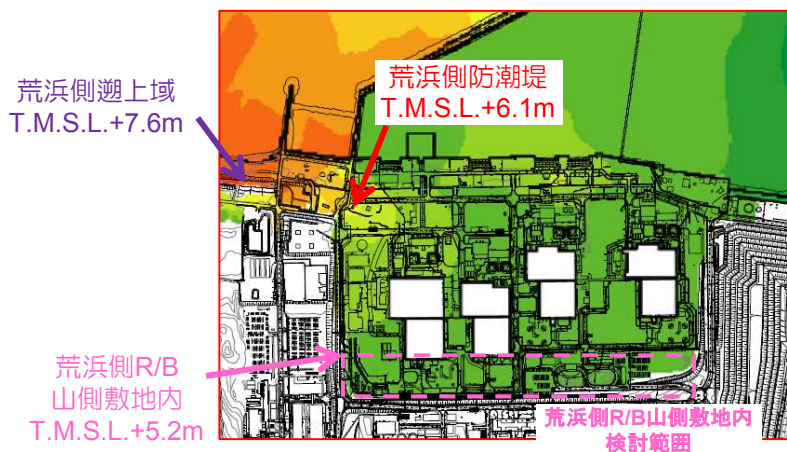 荒浜側遡上域
T.M.S.L.+7.6m
荒浜側防潮堤
T.M.S.L.+6.1m
荒浜側R/B
山側敷地内
T.M.S.L.+5.2m
荒浜側R/B山側敷地内
検討範囲